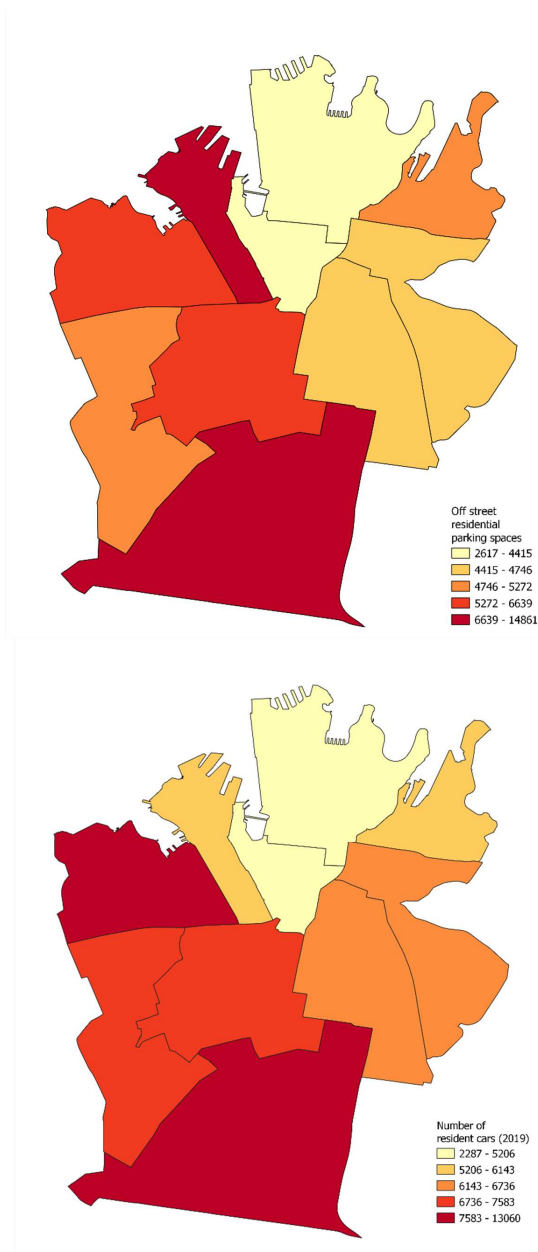 Off street
residential
parking spaces
2617 - 4415
4415 - 4746
4746 - 5272
5272 - 6639
6639 - 14861
Number of
resident cars (2019)
2287 - 5206
5206 - 6143
6143 - 6736
6736 - 7583
7583 - 13060